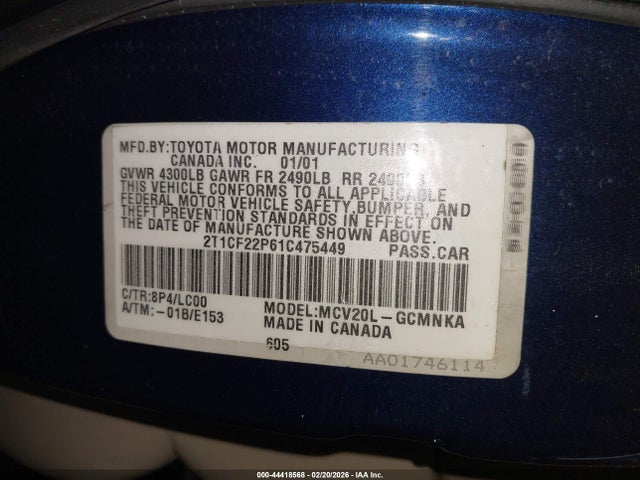 MFD.BY:TOYOTA MOTOR MANUFACTURING
CANADA INC. 01/01
GVWR 4300LB GAWR FR 2490LB RR
THIS VEHICLE CONFORMS TO ALL APPLICABLE
FEDERAL MOTOR VEHICLE SAFETY,BUMPER, AND
THEFT PREVENTION STANDARDS IN EFFECT ON
THE DATE OF MANUFACTURE SHOWN ABOVE.
2T1CF22P61C475449 PASS.CAR
C/TR:8P4/LC00 MODEL:MCV20L-GCMNKA
A/TM:-01B/E153 MADE IN CANADA
605
AA01746114
000-44418568 - 02/20/2026 - IAA Inc.